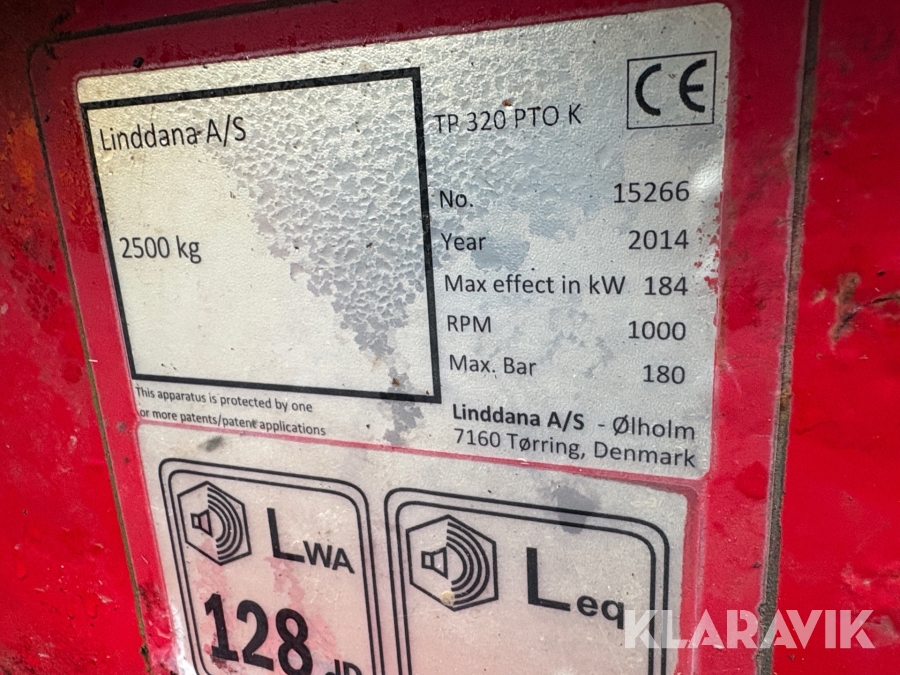 Linddana A/S
2500 kg
This apparatus is protected by one
or more patents/patent applications
TP 320 PTO K
CE
No. 15266
Year 2014
Max effect in kW 184
RPM 1000
Max. Bar 180
Linddana A/S - Ølholm
7160 Tørring, Denmark
LWA
128 dB
Leq
KLARAVIK